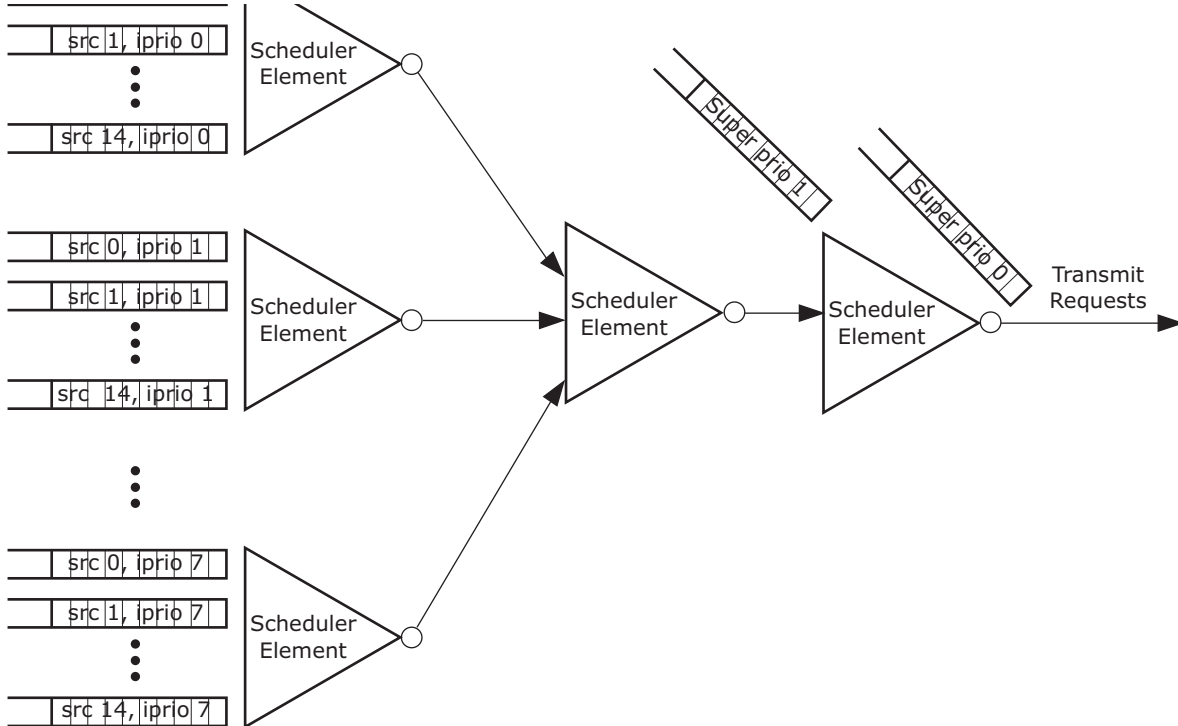 src 1, iprio 0
src 14, iprio 0
Scheduler
Element
src 0, iprio 1
src 1, iprio 1
src 14, iprio 1
Scheduler
Element
src 0, iprio 7
src 1, iprio 7
src 14, iprio 7
Scheduler
Element
Scheduler
Element
Super prio 1
Scheduler
Element
Super prio 0
Transmit
Requests